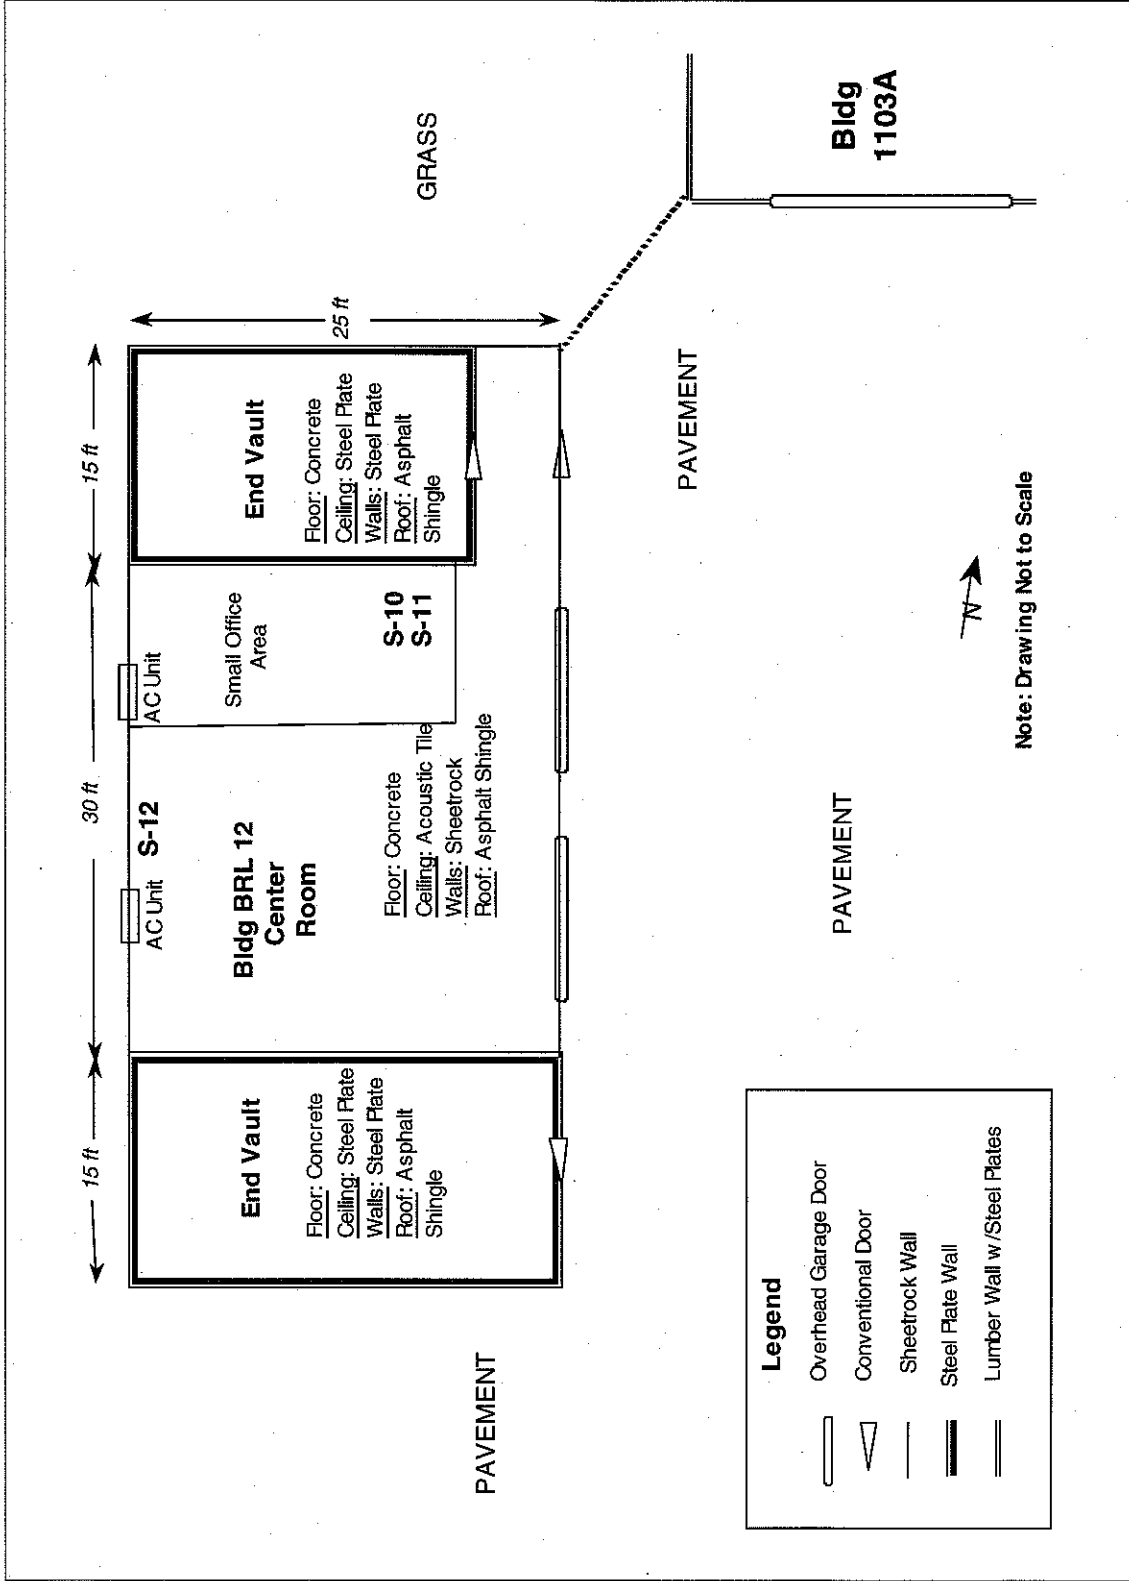 15 ft
30 ft
15 ft
25 ft
AC Unit
S-12
AC Unit
End Vault
Floor: Concrete
Ceiling: Steel Plate
Walls: Steel Plate
Roof: Asphalt
Shingle
Bldg BRL 12
Center
Room
Floor: Concrete
Ceiling: Acoustic Tile
Walls: Sheetrock
Roof: Asphalt Shingle
Small Office
Area
S-10
S-11
End Vault
Floor: Concrete
Ceiling: Steel Plate
Walls: Steel Plate
Roof: Asphalt
Shingle
GRASS
PAVEMENT
PAVEMENT
PAVEMENT
Bldg
1103A
N
Note: Drawing Not to Scale
Legend
Overhead Garage Door
Conventional Door
Sheetrock Wall
Steel Plate Wall
Lumber Wall w/Steel Plates